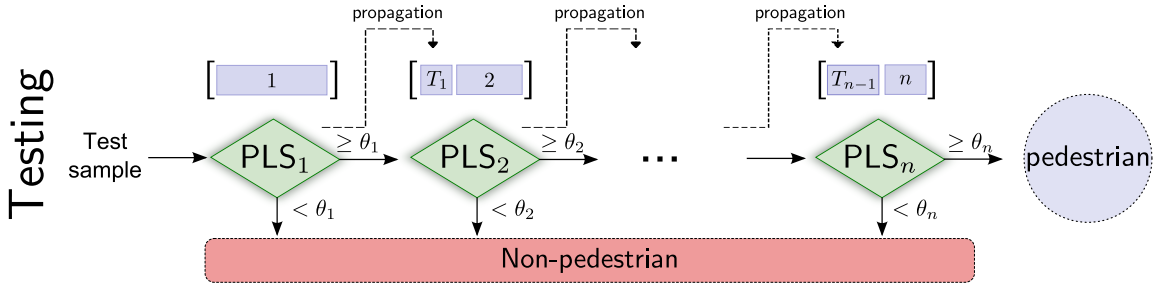 Testing
propagation
propagation
propagation
[ 1 ]
[ T₁ 2 ]
[ Tₙ₋₁ n ]
Test
sample
PLS₁
≥ θ₁
PLS₂
≥ θ₂
...
PLSₙ
≥ θₙ
pedestrian
< θ₁
< θ₂
< θₙ
Non-pedestrian